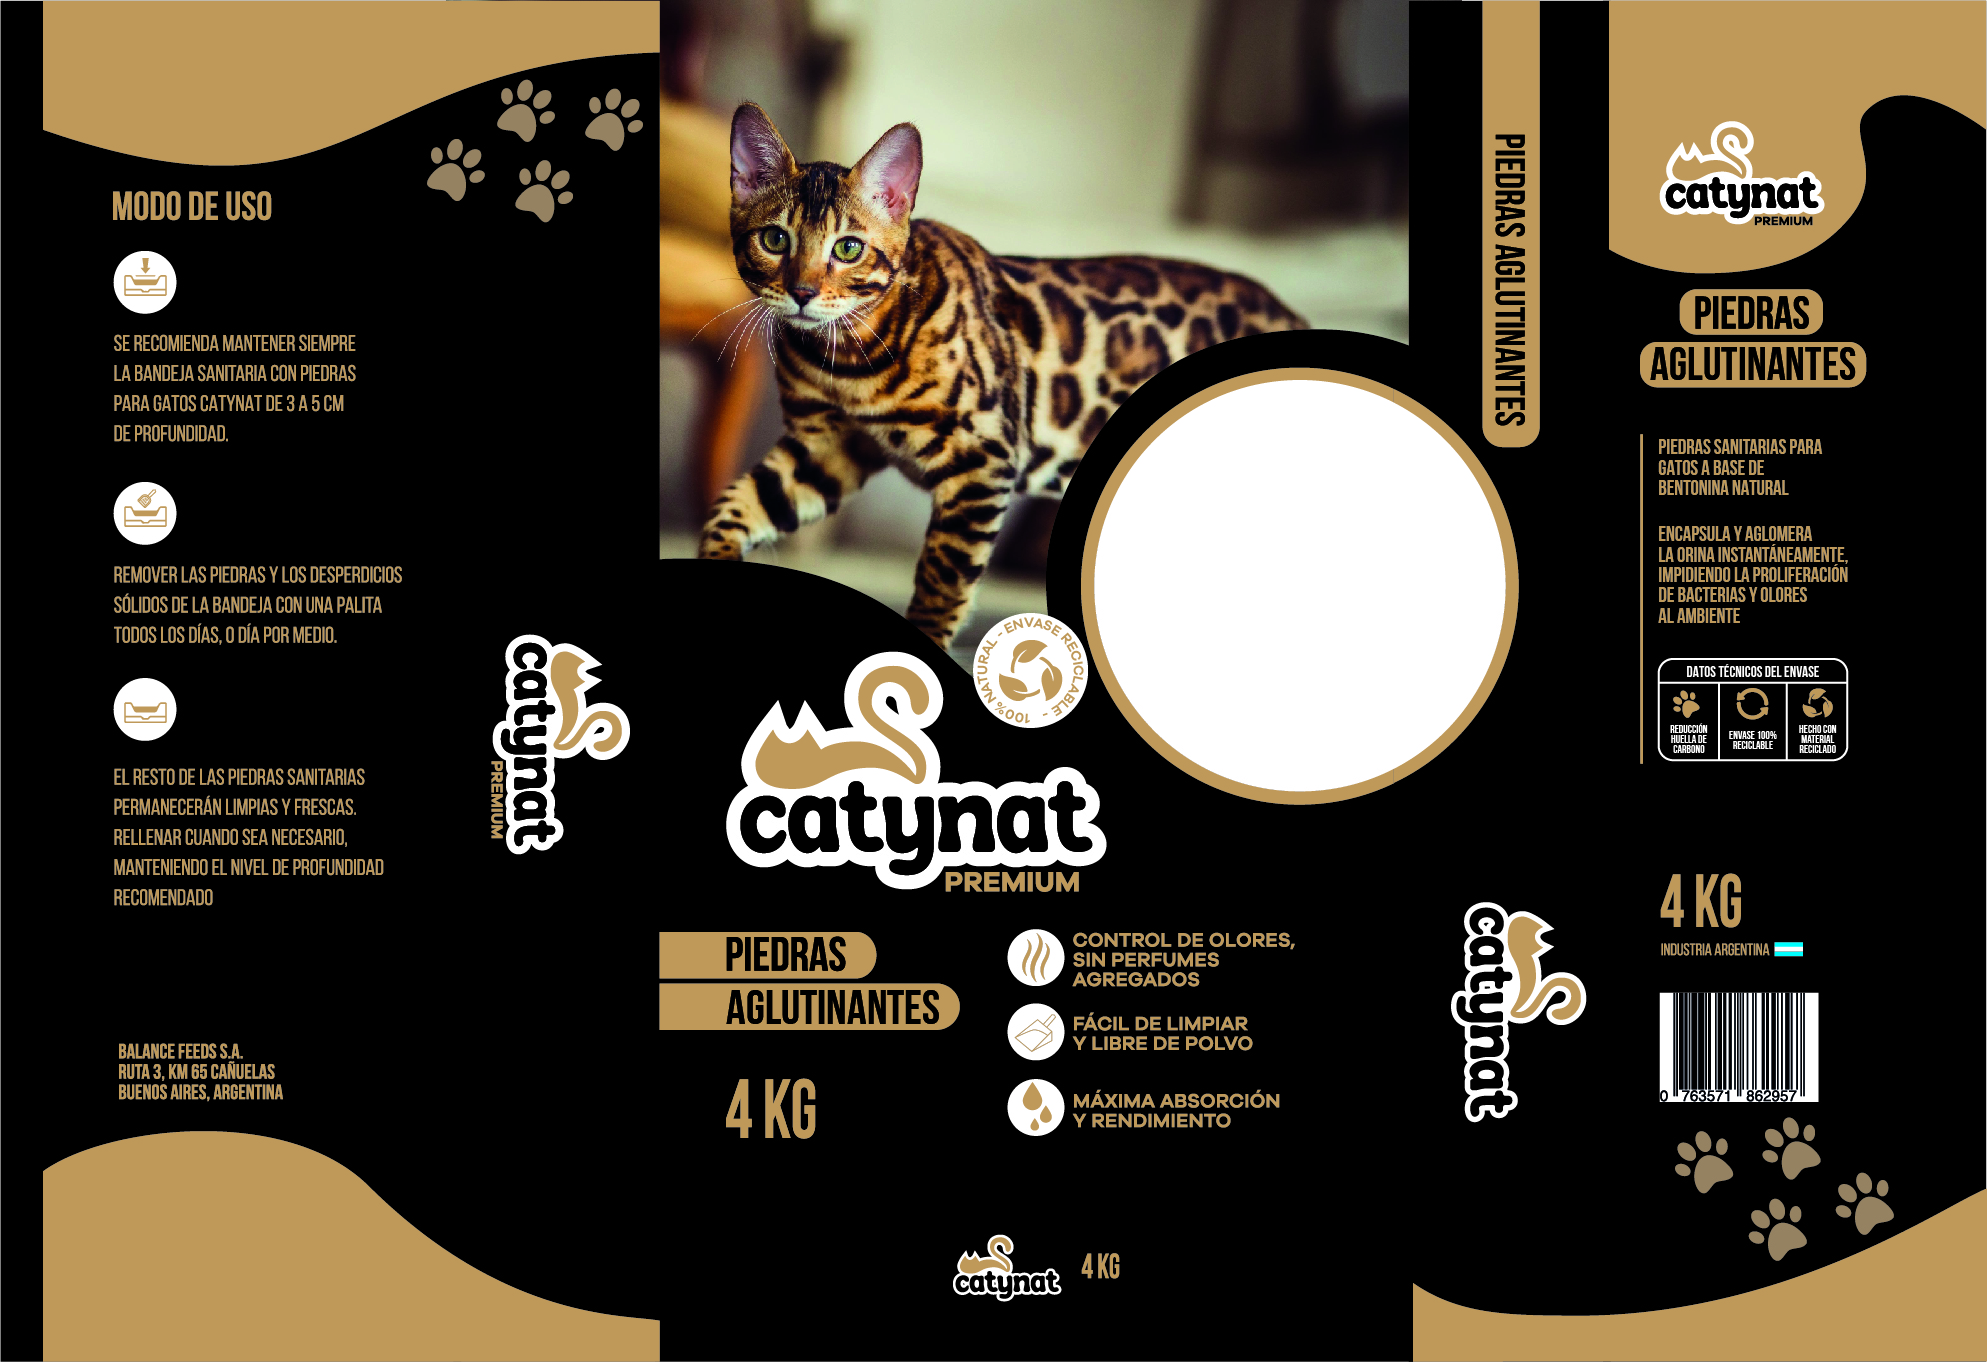 MODO DE USO
SE RECOMIENDA MANTENER SIEMPRE
LA BANDEJA SANITARIA CON PIEDRAS
PARA GATOS CATYNAT DE 3 A 5 CM
DE PROFUNDIDAD.
REMOVER LAS PIEDRAS Y LOS DESPERDICIOS
SÓLIDOS DE LA BANDEJA CON UNA PALITA
TODOS LOS DÍAS, O DÍA POR MEDIO.
EL RESTO DE LAS PIEDRAS SANITARIAS
PERMANECERÁN LIMPIAS Y FRESCAS.
RELLENAR CUANDO SEA NECESARIO,
MANTENIENDO EL NIVEL DE PROFUNDIDAD
RECOMENDADO
BALANCE FEEDS S.A.
RUTA 3, KM 65 CAÑUELAS
BUENOS AIRES, ARGENTINA
catynat
PREMIUM
100% NATURAL - ENVASE RECICLABLE -
catynat
PREMIUM
PIEDRAS
AGLUTINANTES
4 KG
CONTROL DE OLORES,
SIN PERFUMES
AGREGADOS
FÁCIL DE LIMPIAR
Y LIBRE DE POLVO
MÁXIMA ABSORCIÓN
Y RENDIMIENTO
catynat
4 KG
PIEDRAS AGLUTINANTES
catynat
catynat
PREMIUM
PIEDRAS
AGLUTINANTES
PIEDRAS SANITARIAS PARA
GATOS A BASE DE
BENTONINA NATURAL
ENCAPSULA Y AGLOMERA
LA ORINA INSTANTÁNEAMENTE,
IMPIDIENDO LA PROLIFERACIÓN
DE BACTERIAS Y OLORES
AL AMBIENTE
DATOS TÉCNICOS DEL ENVASE
REDUCCIÓN
HUELLA DE
CARBONO
ENVASE 100%
RECICLABLE
HECHO CON
MATERIAL
RECICLADO
4 KG
INDUSTRIA ARGENTINA
0 763571 862957